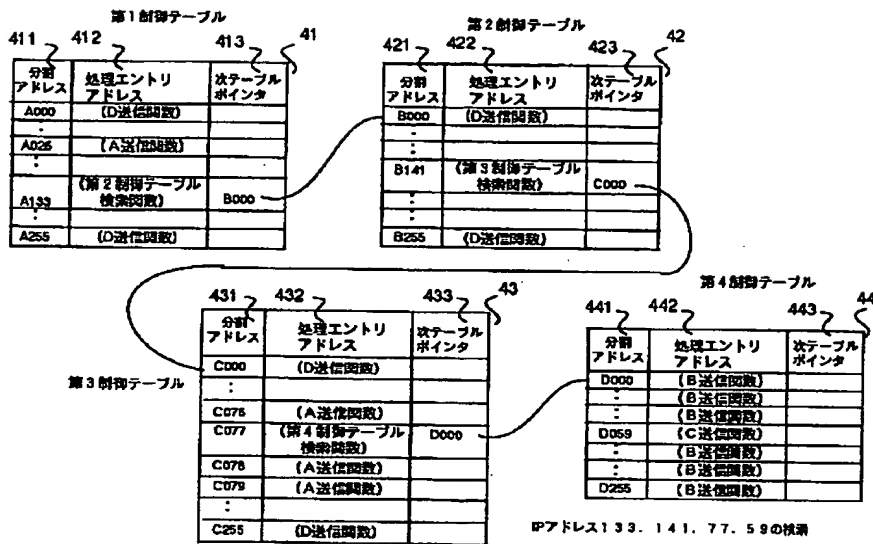 第1制御テーブル
411 412 413 41
分割アドレス 処理エントリアドレス 次テーブルポインタ
A000 (D送信関数)
:
A026 (A送信関数)
:
A133 (第2制御テーブル検索関数) B000
:
A255 (D送信関数)
第2制御テーブル
421 422 423 42
分割アドレス 処理エントリアドレス 次テーブルポインタ
B000 (D送信関数)
:
:
B141 (第3制御テーブル検索関数) C000
:
:
B255 (D送信関数)
第3制御テーブル
431 432 433 43
分割アドレス 処理エントリアドレス 次テーブルポインタ
C000 (D送信関数)
:
C076 (A送信関数)
C077 (第4制御テーブル検索関数) D000
C078 (A送信関数)
C079 (A送信関数)
:
C255 (D送信関数)
第4制御テーブル
441 442 443 44
分割アドレス 処理エントリアドレス 次テーブルポインタ
D000 (B送信関数)
: (B送信関数)
: (B送信関数)
D059 (C送信関数)
: (B送信関数)
: (B送信関数)
D255 (B送信関数)
IPアドレス133.141.77.59の検索